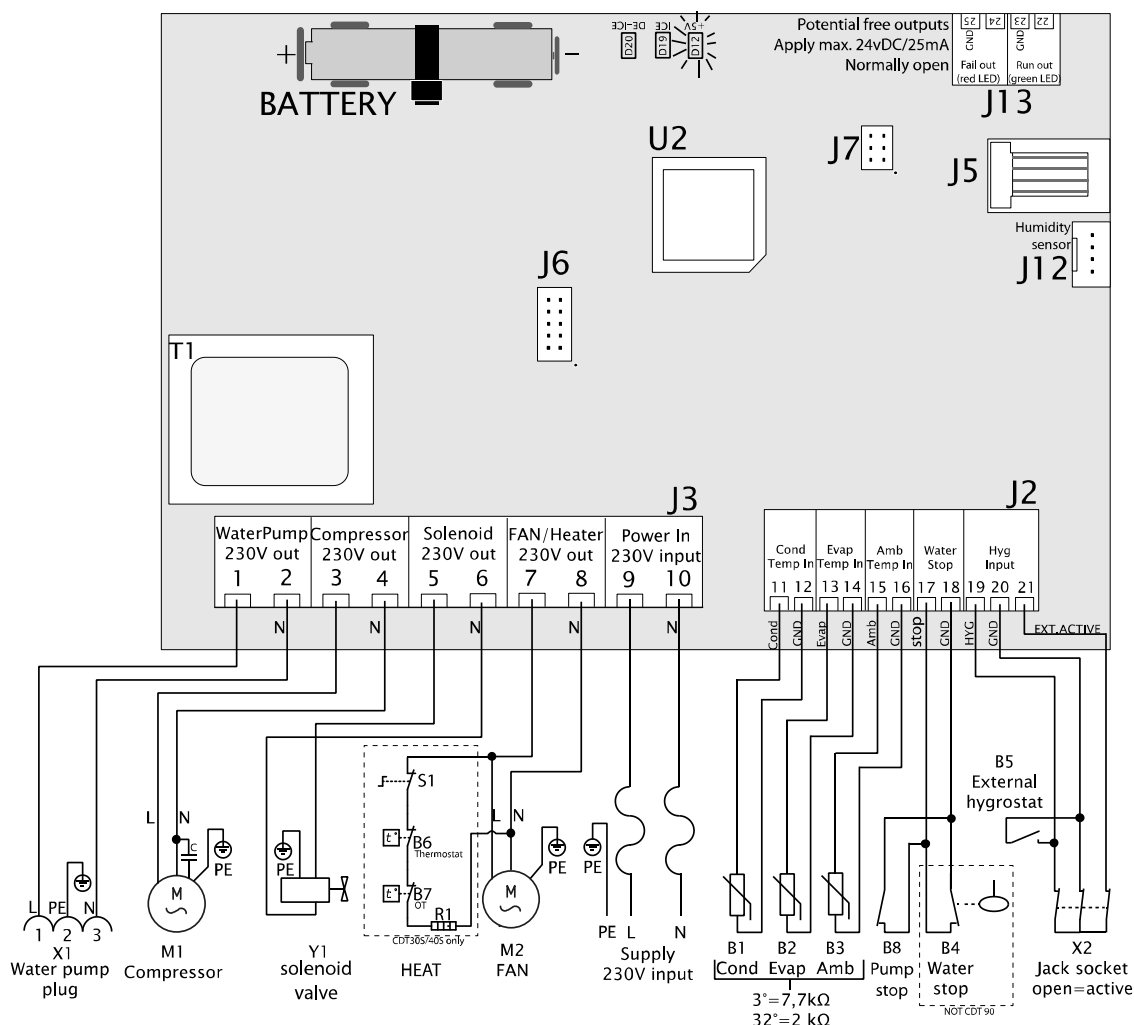 BATTERY
+
-
D20
DE-ICE
D19
ICE
D12
+5V
Potential free outputs
Apply max. 24vDC/25mA
Normally open
25
24
23
22
GND
GND
Fail out
(red LED)
Run out
(green LED)
J13
U2
J7
J5
Humidity
sensor
J12
J6
T1
J3
WaterPump
230V out
Compressor
230V out
Solenoid
230V out
FAN/Heater
230V out
Power In
230V input
1 2 3 4 5 6 7 8 9 10
N N N N N
J2
Cond
Temp In
Evap
Temp In
Amb
Temp In
Water
Stop
Hyg
Input
11 12 13 14 15 16 17 18 19 20 21
Cond GND Evap GND Amb GND stop GND HYG GND EXT.ACTIVE
L PE N
1 2 3
X1
Water pump
plug
L N
C
PE
M
M1
Compressor
PE
Y1
solenoid
valve
S1
t°
B6
Thermostat
t°
B7
OT
R1
CDT30S/40S only
HEAT
L N
PE
M
M2
FAN
PE
PE L N
Supply
230V input
B1 B2 B3
Cond Evap Amb
3°=7,7kΩ
32°=2 kΩ
B8
Pump
stop
B4
Water
stop
NOT CDT 90
B5
External
hygrostat
X2
Jack socket
open=active